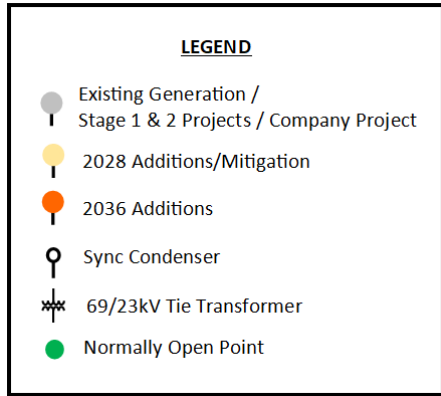 LEGEND
Existing Generation /
Stage 1 & 2 Projects / Company Project
2028 Additions/Mitigation
2036 Additions
Sync Condenser
69/23kV Tie Transformer
Normally Open Point